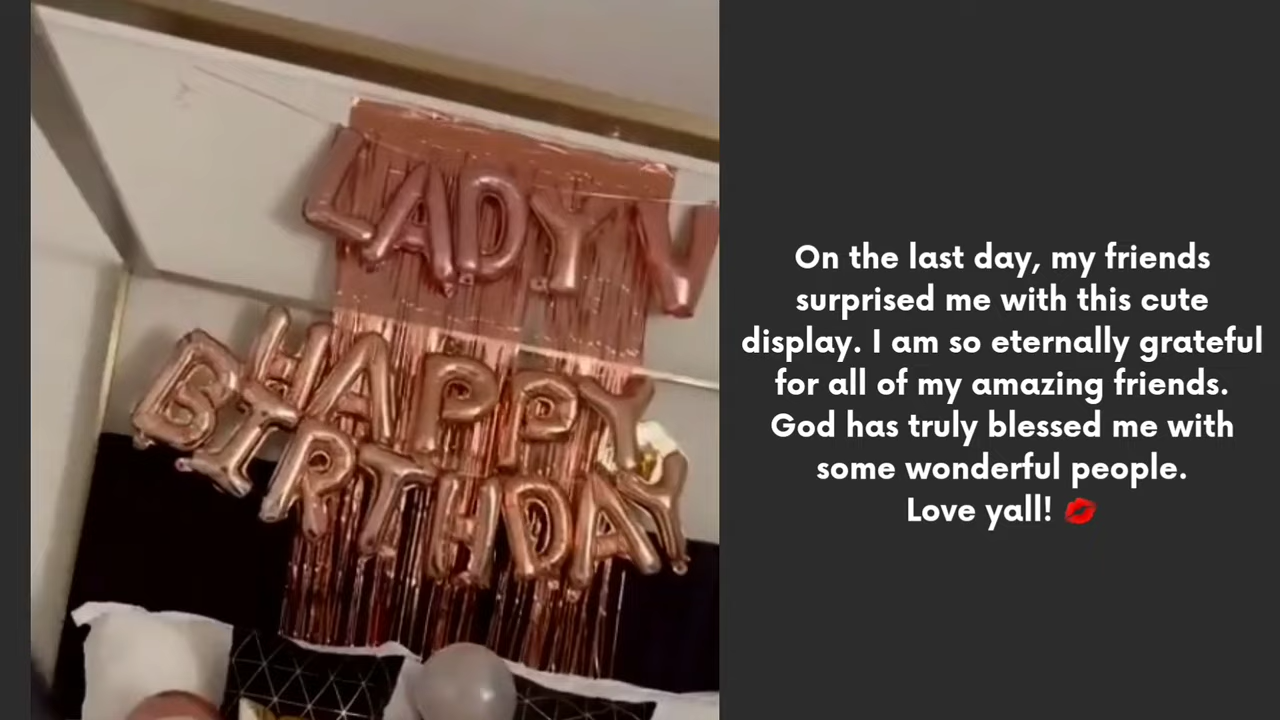 LADYN
HAPPY
BIRTHDAY
On the last day, my friends
surprised me with this cute
display. I am so eternally grateful
for all of my amazing friends.
God has truly blessed me with
some wonderful people.
Love yall! 💋